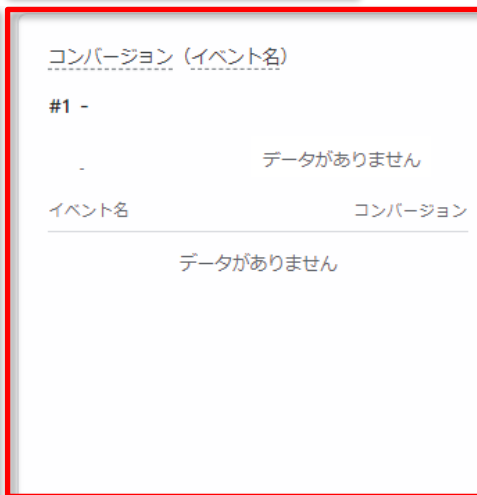 コンバージョン（イベント名）
#1 -
- データがありません
イベント名 コンバージョン
データがありません